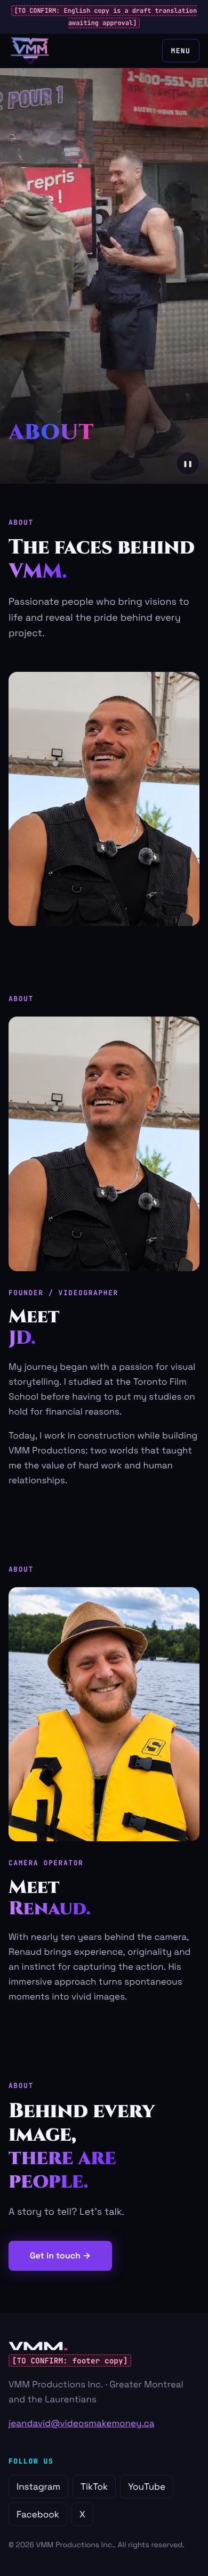 [TO CONFIRM: English copy is a draft translation
awaiting approval]
VMM
MENU
POUR 1
1-800-551-JE
repris
e !
ABOUT
ABOUT
The faces behind
VMM.
Passionate people who bring visions to
life and reveal the pride behind every
project.
ABOUT
FOUNDER / VIDEOGRAPHER
Meet
JD.
My journey began with a passion for visual
storytelling. I studied at the Toronto Film
School before having to put my studies on
hold for financial reasons.
Today, I work in construction while building
VMM Productions: two worlds that taught
me the value of hard work and human
relationships.
ABOUT
S
CAMERA OPERATOR
Meet
Renaud.
With nearly ten years behind the camera,
Renaud brings experience, originality and
an instinct for capturing the action. His
immersive approach turns spontaneous
moments into vivid images.
ABOUT
Behind every
image,
there are
people.
A story to tell? Let's talk.
Get in touch →
VMM.
[TO CONFIRM: footer copy]
VMM Productions Inc. · Greater Montreal
and the Laurentians
jeandavid@videosmakemoney.ca
FOLLOW US
Instagram
TikTok
YouTube
Facebook
X
© 2026 VMM Productions Inc.. All rights reserved.